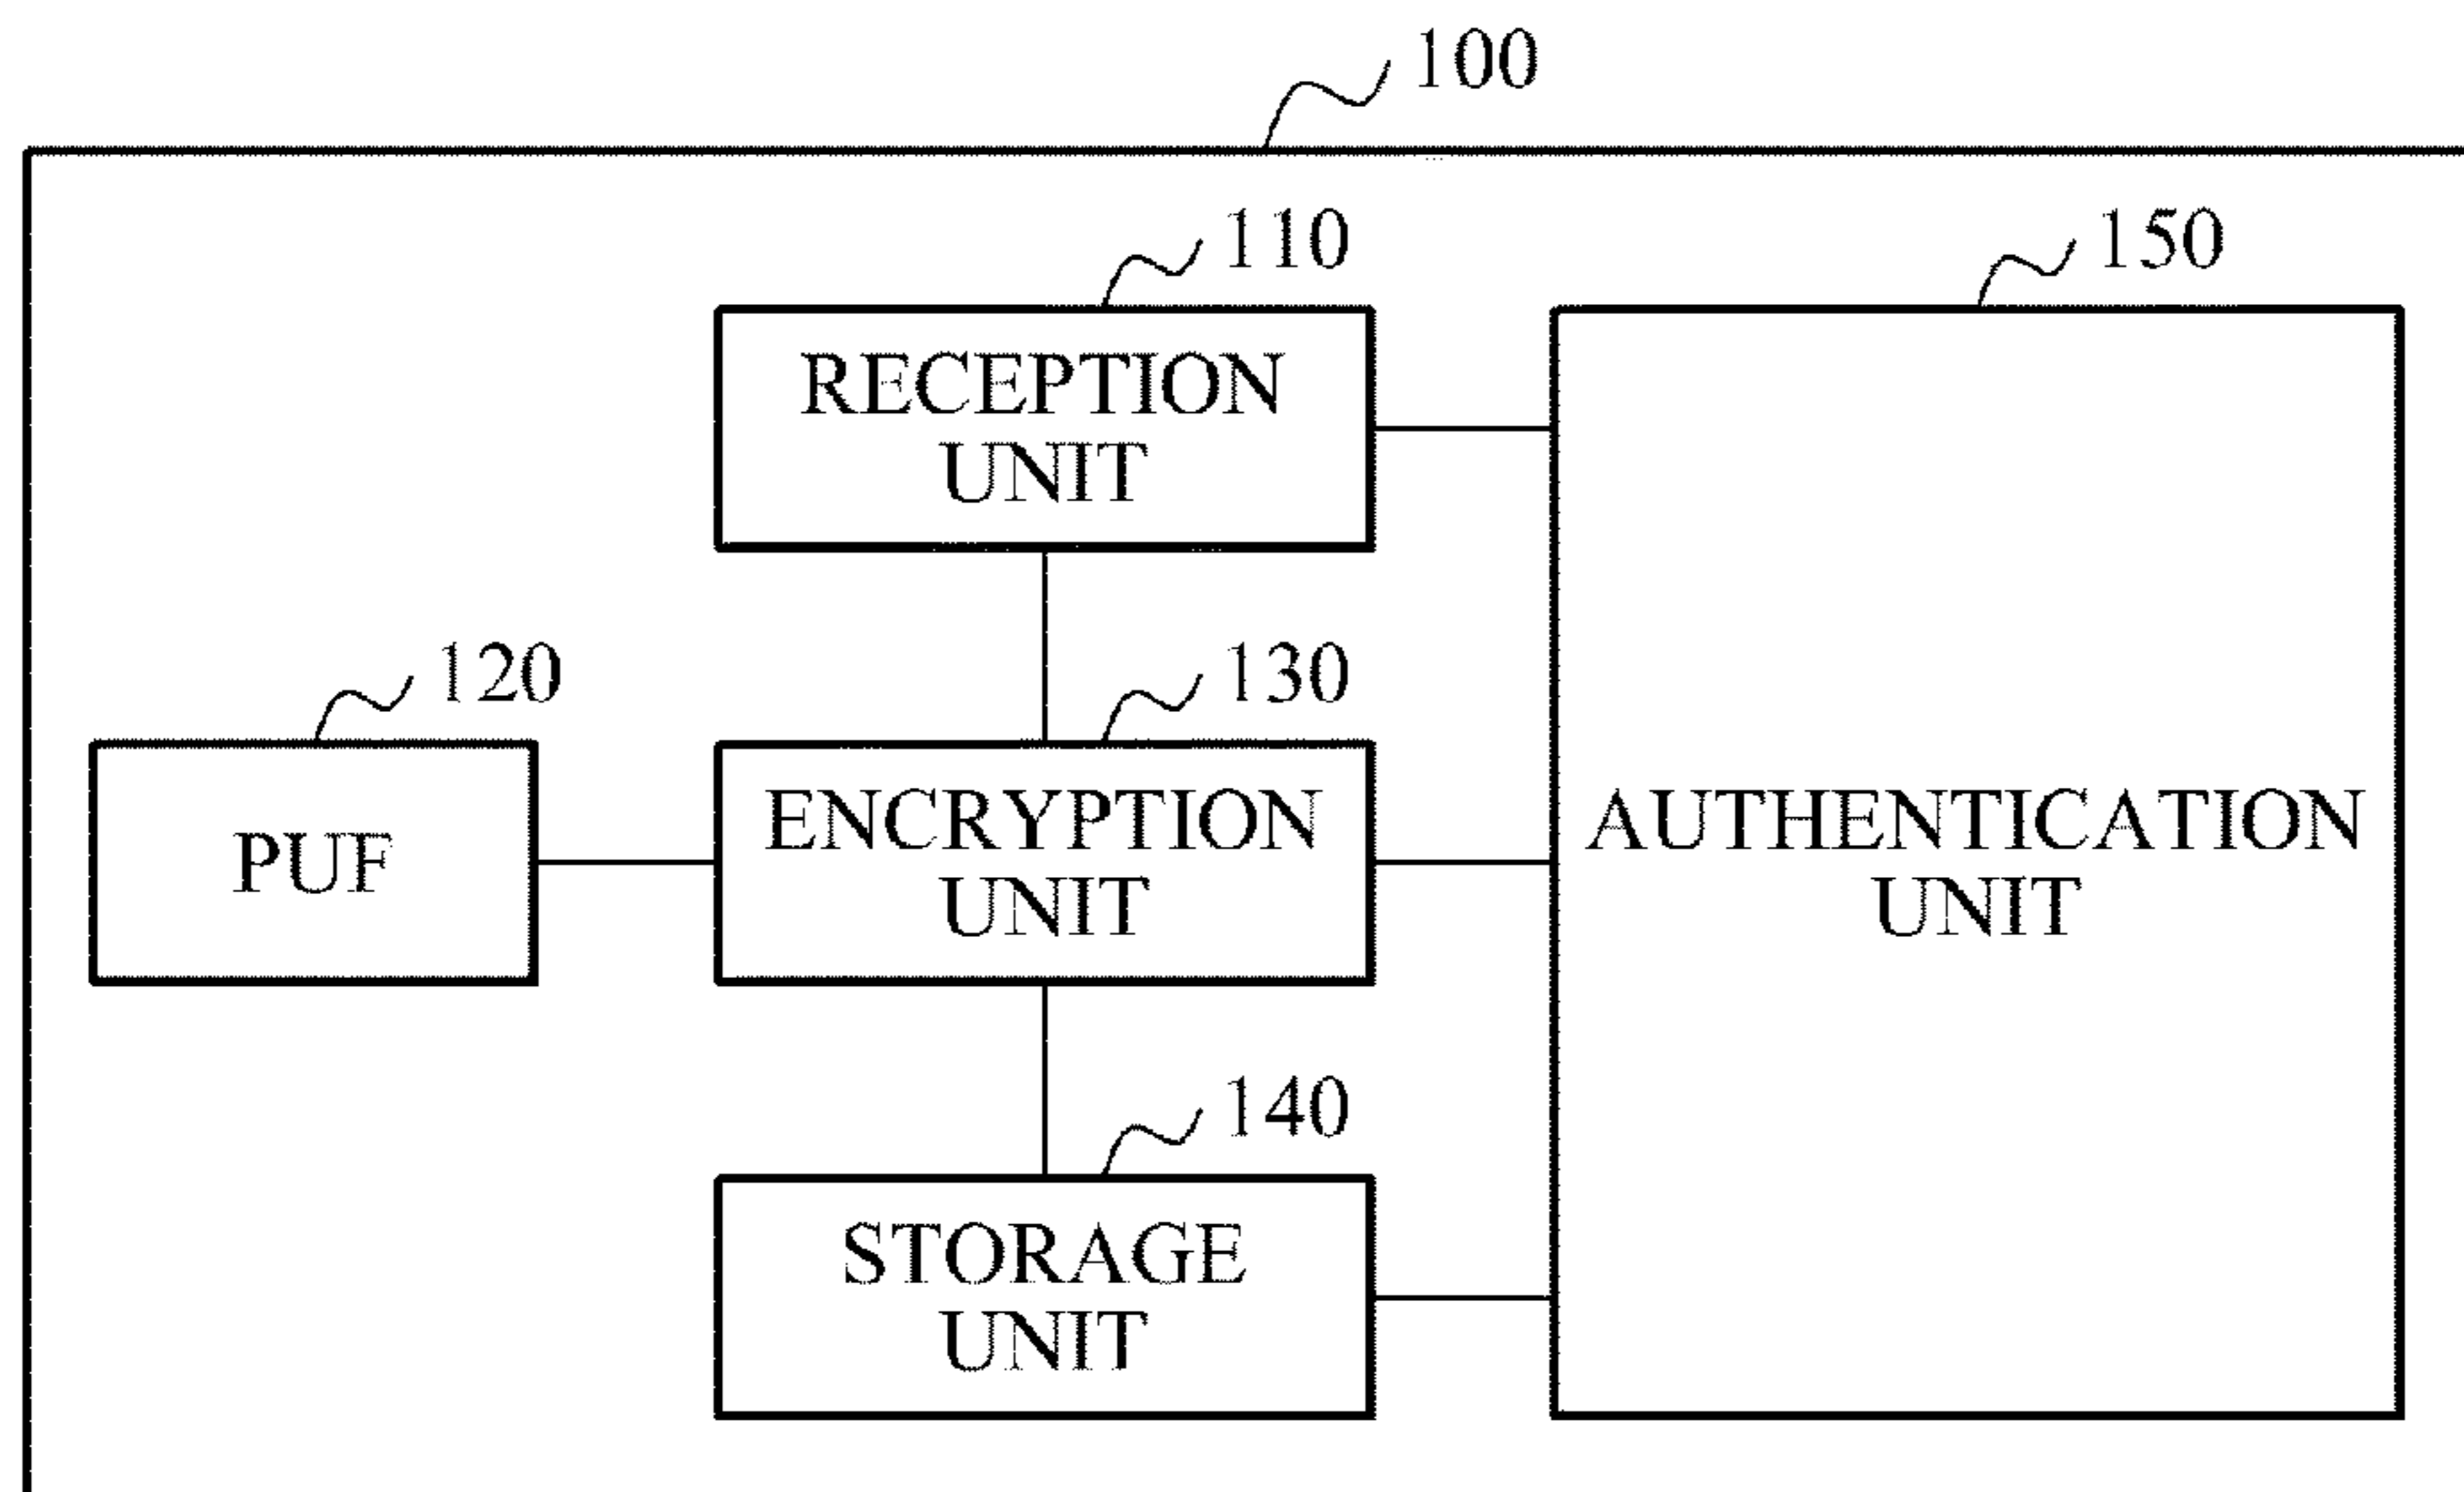 100
110
150
RECEPTION
UNIT
120
130
PUF
ENCRYPTION
UNIT
AUTHENTICATION
UNIT
140
STORAGE
UNIT